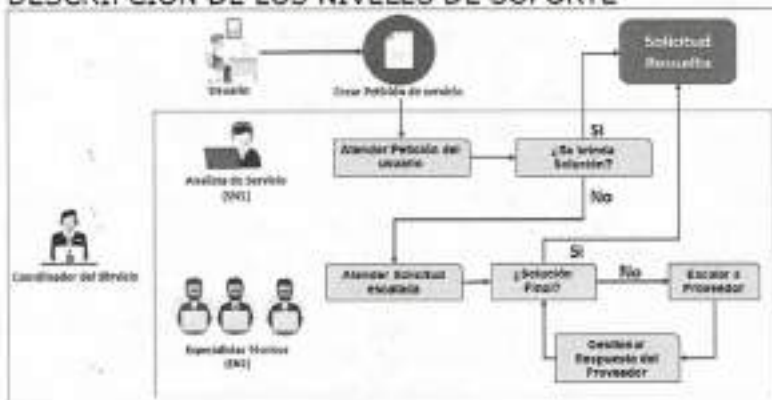 DESCRIPCIÓN DE LOS NIVELES DE SOPORTE
Usuario
Crear Petición de servicio
Solicitud
Resuelta
Analista de Servicio
Atender Petición del
usuario
¿Se brinda
Solución?
Si
No
Coordinador del Servicio
Especialistas Técnicos
Atender Solicitud
escalada
¿Solución
Final?
Si
No
Escalar a
Proveedor
Gestionar
Respuesta del
Proveedor